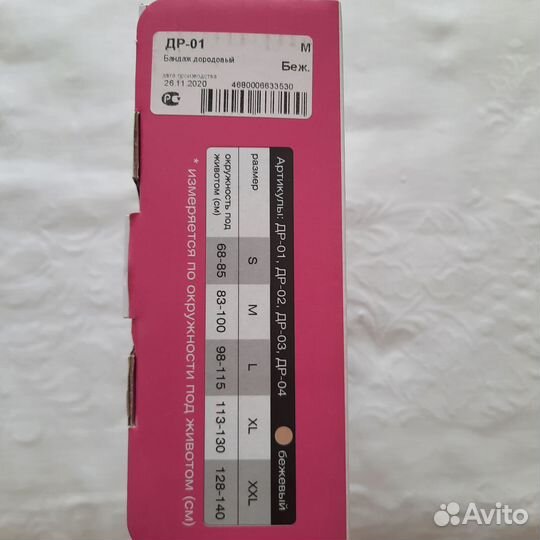 ДР-01 М
Бандаж дородовый Беж.
дата производства
26.11.2020 4680006633530
Артикулы: ДР-01, ДР-02, ДР-03, ДР-04 бежевый
размер S M L XL XXL
окружность под
животом (см) 68-85 83-100 98-115 113-130 128-140
* измеряется по окружности под животом (см)
Avito